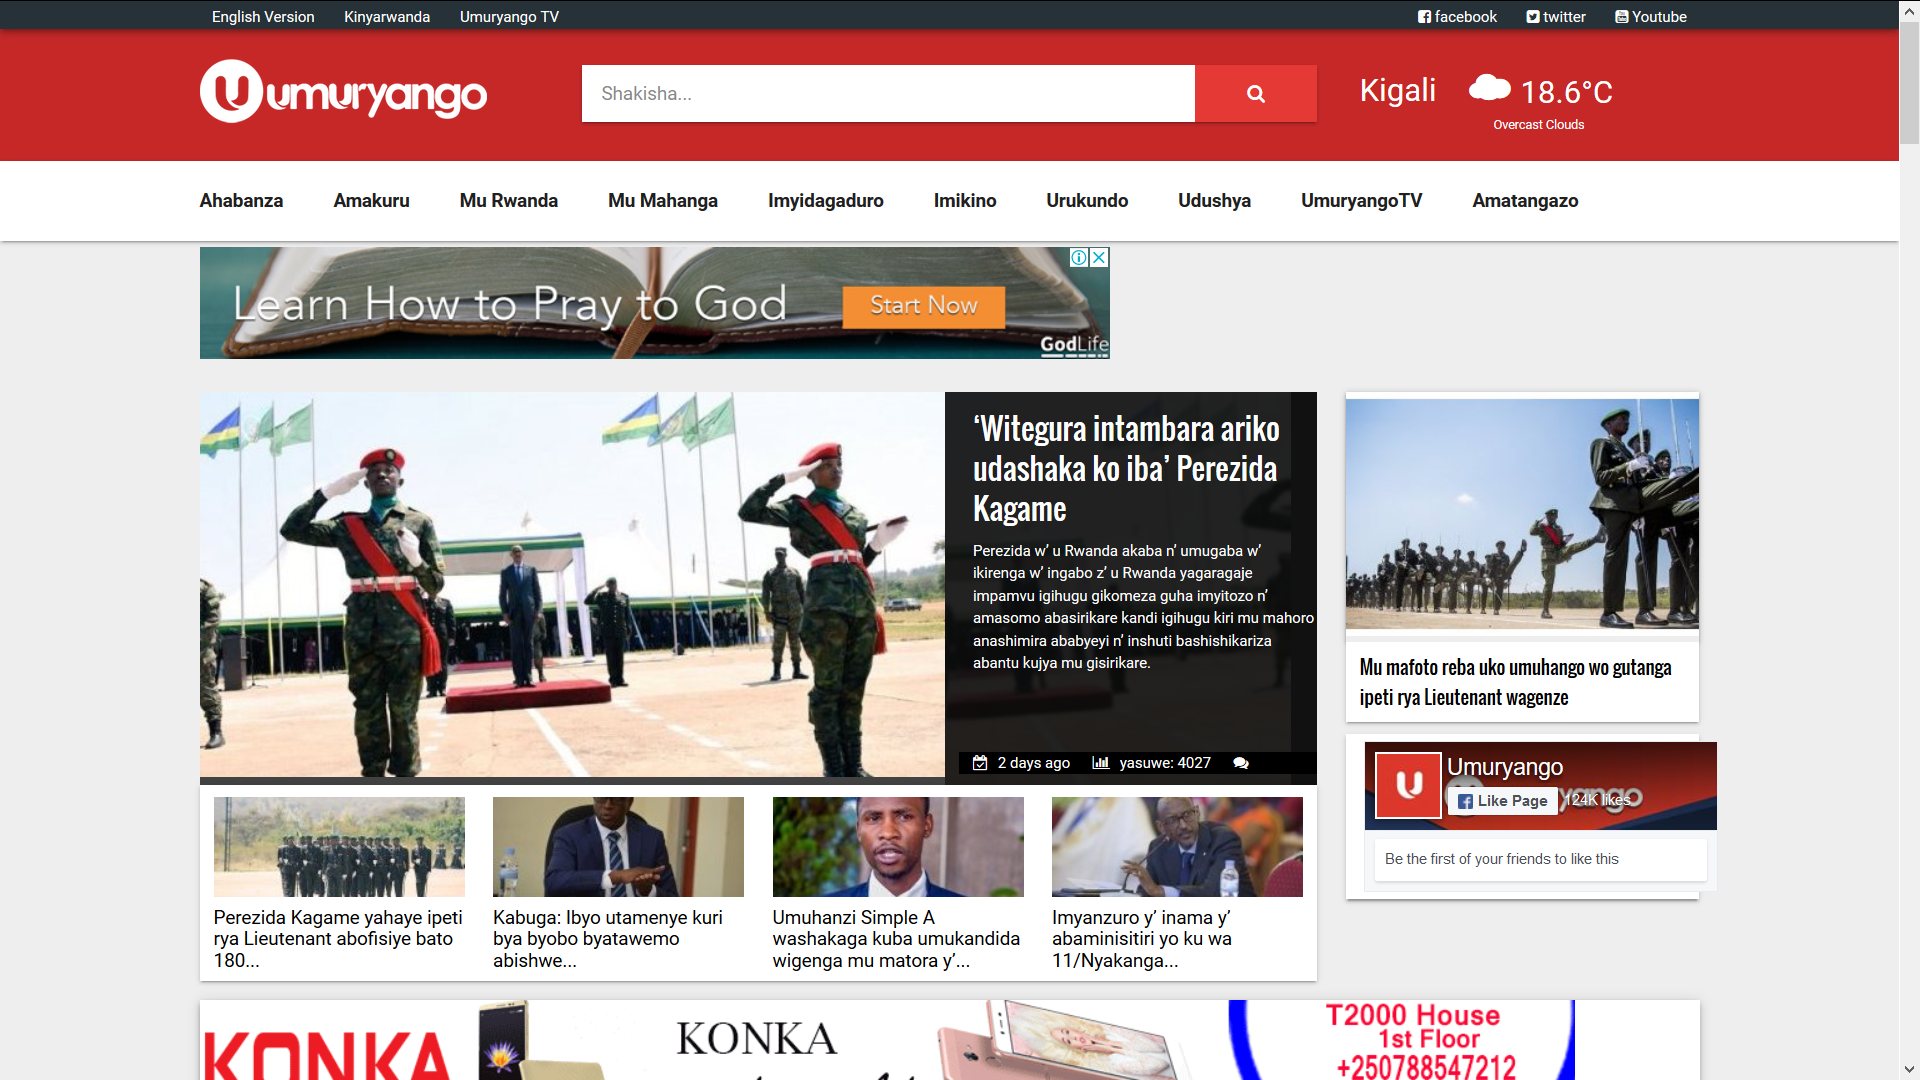 English Version Kinyarwanda Umuryango TV facebook twitter Youtube
umuryango
Shakisha...
Kigali 18.6°C
Overcast Clouds
Ahabanza Amakuru Mu Rwanda Mu Mahanga Imyidagaduro Imikino Urukundo Udushya UmuryangoTV Amatangazo
Learn How to Pray to God
Start Now
GodLife
‘Witegura intambara ariko
udashaka ko iba’ Perezida
Kagame
Perezida w’ u Rwanda akaba n’ umugaba w’
ikirenga w’ ingabo z’ u Rwanda yagaragaje
impamvu igihugu gikomeza guha imyitozo n’
amasomo abasirikare kandi igihugu kiri mu mahoro
anashimira ababyeyi n’ inshuti bashishikariza
abantu kujya mu gisirikare.
2 days ago yasuwe: 4027
Mu mafoto reba uko umuhango wo gutanga
ipeti rya Lieutenant wagenze
Umuryango
Like Page 124K likes
Be the first of your friends to like this
Perezida Kagame yahaye ipeti
rya Lieutenant abofisiye bato
180...
Kabuga: Ibyo utamenye kuri
bya byobo byatawemo
abishwe...
Umuhanzi Simple A
washakaga kuba umukandida
wigenga mu matora y’...
Imyanzuro y’ inama y’
abaminisitiri yo ku wa
11/Nyakanga...
KONKA
KONKA
T2000 House
1st Floor
+250788547212